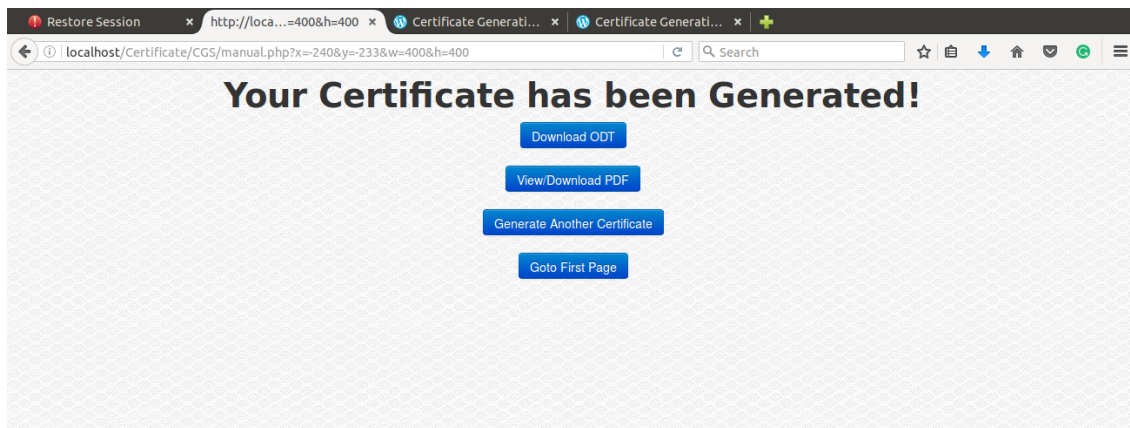 Restore Session
http://loca...=400&h=400
Certificate Generati...
Certificate Generati...
localhost/Certificate/CGS/manual.php?x=-240&y=-233&w=400&h=400
Search
Your Certificate has been Generated!
Download ODT
View/Download PDF
Generate Another Certificate
Goto First Page